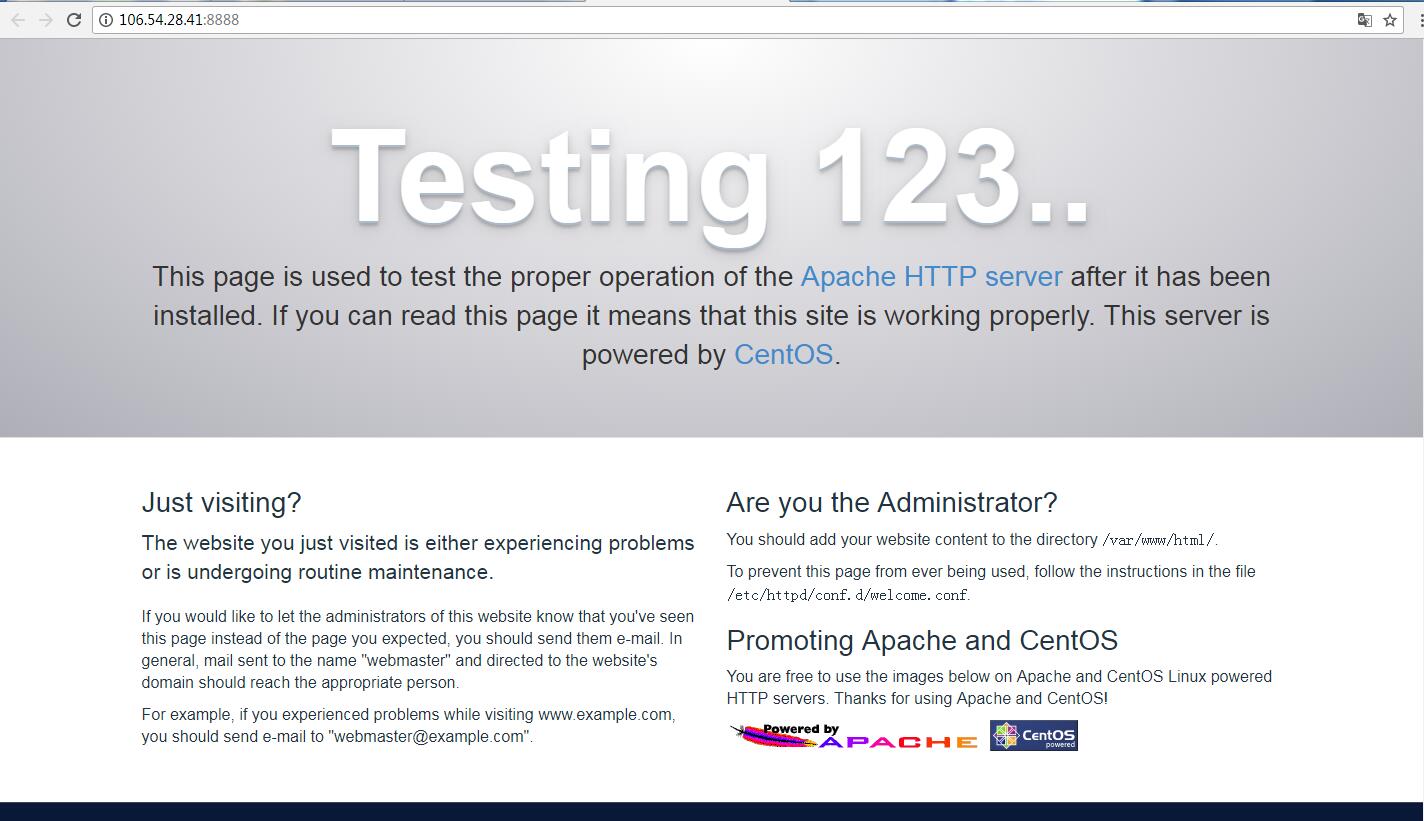 106.54.28.41:8888
Testing 123..
This page is used to test the proper operation of the Apache HTTP server after it has been
installed. If you can read this page it means that this site is working properly. This server is
powered by CentOS.
Just visiting?
The website you just visited is either experiencing problems
or is undergoing routine maintenance.
If you would like to let the administrators of this website know that you've seen
this page instead of the page you expected, you should send them e-mail. In
general, mail sent to the name "webmaster" and directed to the website's
domain should reach the appropriate person.
For example, if you experienced problems while visiting www.example.com,
you should send e-mail to "webmaster@example.com".
Are you the Administrator?
You should add your website content to the directory /var/www/html/.
To prevent this page from ever being used, follow the instructions in the file
/etc/httpd/conf.d/welcome.conf.
Promoting Apache and CentOS
You are free to use the images below on Apache and CentOS Linux powered
HTTP servers. Thanks for using Apache and CentOS!
Powered by
APACHE
CentOS
powered